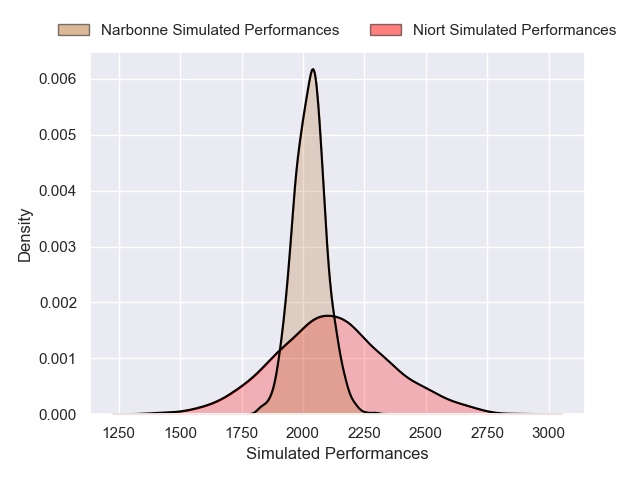 Narbonne Simulated Performances
Niort Simulated Performances
0.006
0.005
0.004
0.003
0.002
0.001
0.000
Density
1250 1500 1750 2000 2250 2500 2750 3000
Simulated Performances